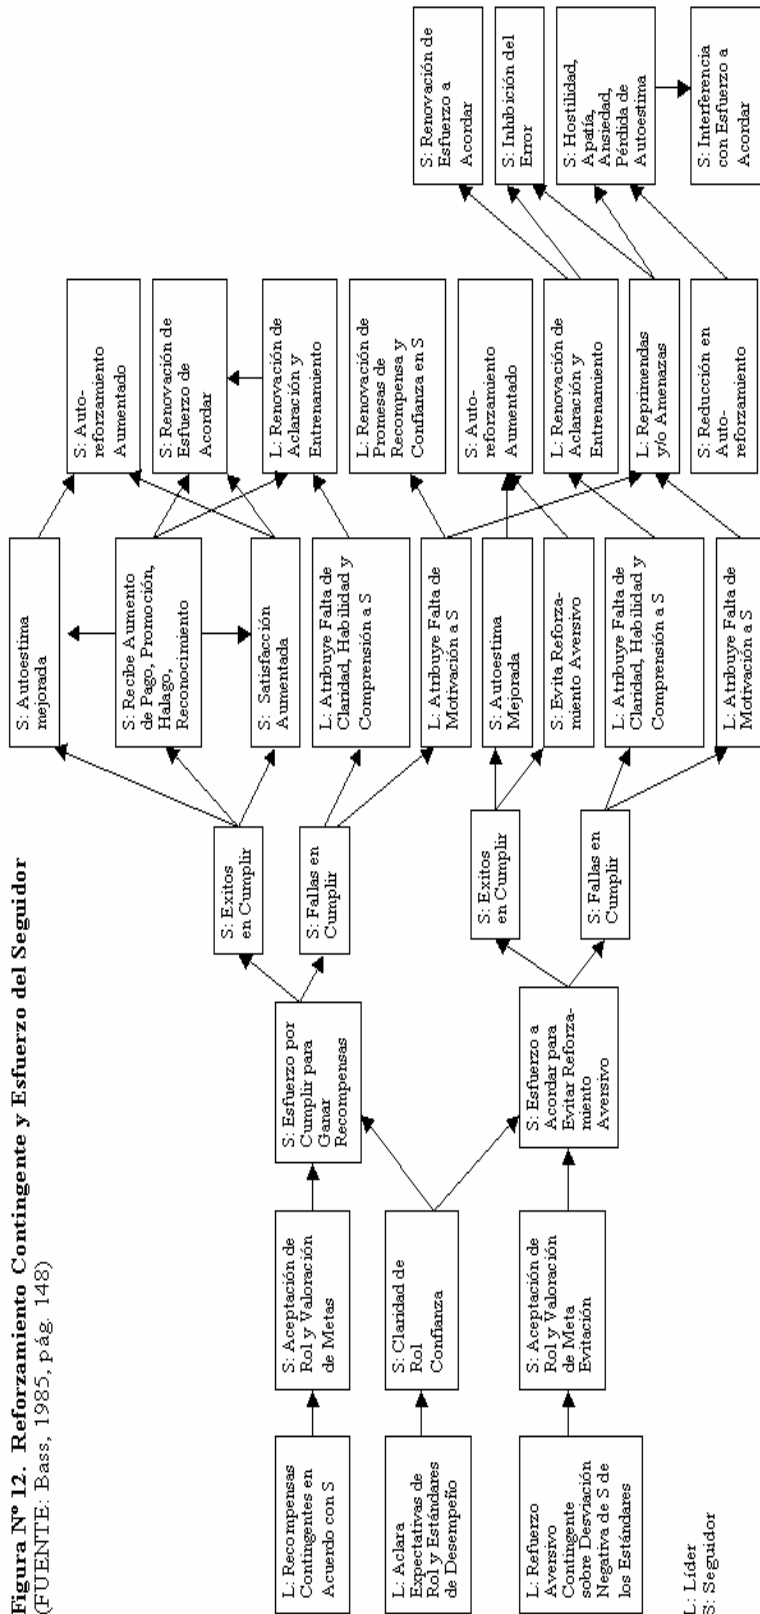 Figura Nº 12. Reforzamiento Contingente y Esfuerzo del Seguidor
(FUENTE: Bass, 1985, pág. 148)
L: Recompensas
Contingentes en
Acuerdo con S
L: Aclara
Expectativas de
Rol y Estándares
de Desempeño
L: Refuerzo
Aversivo
Contingente
sobre Desviación
Negativa de S de
los Estándares
S: Aceptación de
Rol y Valoración
de Metas
S: Claridad de
Rol
Confianza
S: Aceptación de
Rol y Valoración
de Meta
Evitación
S: Esfuerzo por
Cumplir para
Ganar
Recompensas
S: Esfuerzo a
Acordar para
Evitar Reforza-
miento
Aversivo
S: Exitos
en Cumplir
S: Fallas en
Cumplir
S: Exitos
en Cumplir
S: Fallas en
Cumplir
S: Autoestima
mejorada
S: Recibe Aumento
de Pago, Promoción,
Halago,
Reconocimiento
S: Satisfacción
Aumentada
L: Atribuye Falta de
Claridad, Habilidad y
Comprensión a S
L: Atribuye Falta de
Motivación a S
S: Autoestima
Mejorada
S: Evita Reforza-
miento Aversivo
L: Atribuye Falta de
Claridad, Habilidad y
Comprensión a S
L: Atribuye Falta de
Motivación a S
S: Auto-
reforzamiento
Aumentado
S: Renovación de
Esfuerzo de
Acordar
L: Renovación de
Aclaración y
Entrenamiento
L: Renovación de
Promesas de
Recompensa y
Confianza en S
S: Auto-
reforzamiento
Aumentado
L: Renovación de
Aclaración y
Entrenamiento
L: Reprimendas
y/o Amenazas
S: Reducción en
Auto-
reforzamiento
S: Renovación de
Esfuerzo a
Acordar
S: Inhibición del
Error
S: Hostilidad,
Apatía,
Ansiedad,
Pérdida de
Autoestima
S: Interferencia
con Esfuerzo a
Acordar
L: Líder
S: Seguidor